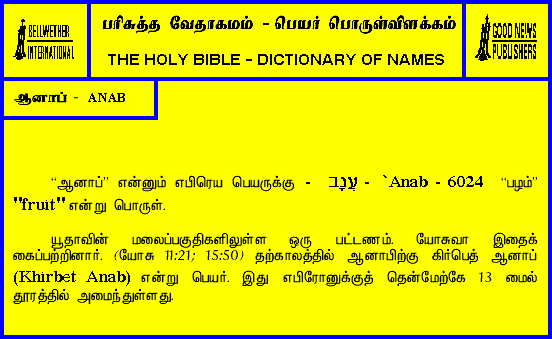 BELLWETHER
INTERNATIONAL
பரிசுத்த வேதாகமம் - பெயர் பொருள்விளக்கம்
THE HOLY BIBLE - DICTIONARY OF NAMES
GOOD NEWS
PUBLISHERS
ஆனாப் - ANAB
“ஆனாப்” என்னும் எபிரெய பெயருக்கு - עֲנָב - `Anab - 6024 “பழம்”
"fruit" என்று பொருள்.
யூதாவின் மலைப்பகுதிகளிலுள்ள ஒரு பட்டணம். யோசுவா இதைக்
கைப்பற்றினார். (யோசு 11:21; 15:50) தற்காலத்தில் ஆனாபிற்கு கிர்பெத் ஆனாப்
(Khirbet Anab) என்று பெயர். இது எபிரோனுக்குத் தென்மேற்கே 13 மைல்
தூரத்தில் அமைந்துள்ளது.